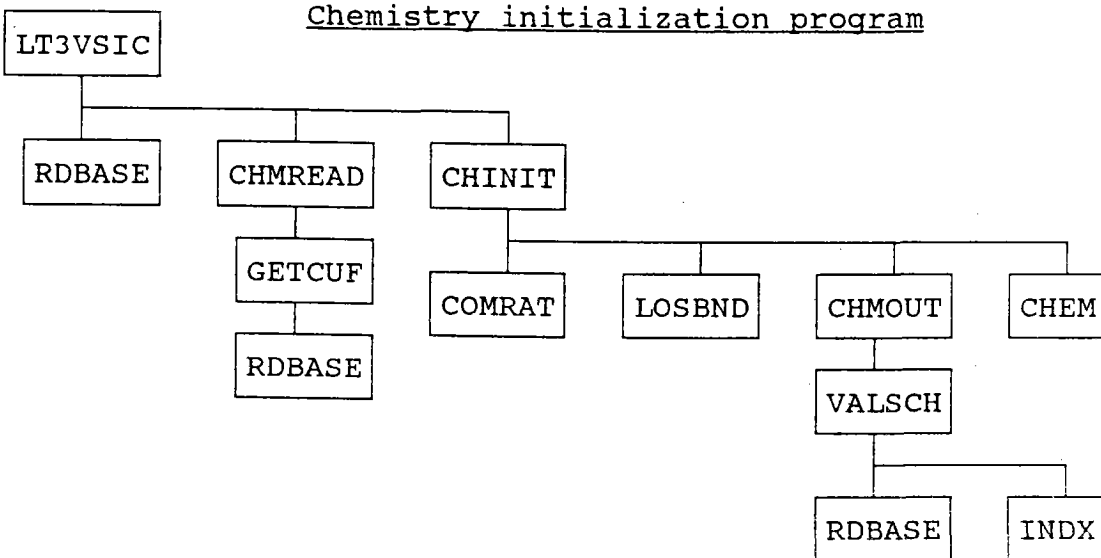 Chemistry initialization program
LT3VSIC
RDBASE CHMREAD CHINIT
GETCUF COMRAT LOSBND CHMOUT CHEM
RDBASE
VALSCH
RDBASE INDX